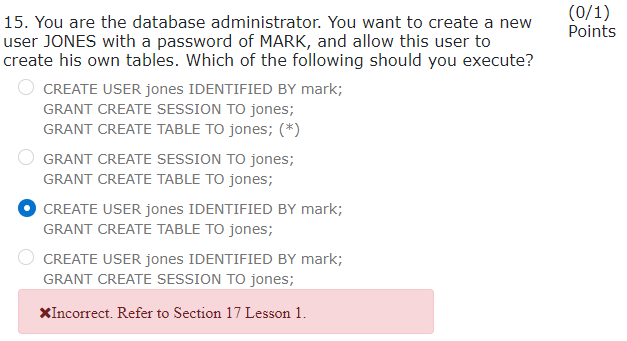 15. You are the database administrator. You want to create a new
user JONES with a password of MARK, and allow this user to
create his own tables. Which of the following should you execute?
(0/1)
Points
CREATE USER jones IDENTIFIED BY mark;
GRANT CREATE SESSION TO jones;
GRANT CREATE TABLE TO jones; (*)
GRANT CREATE SESSION TO jones;
GRANT CREATE TABLE TO jones;
CREATE USER jones IDENTIFIED BY mark;
GRANT CREATE TABLE TO jones;
CREATE USER jones IDENTIFIED BY mark;
GRANT CREATE SESSION TO jones;
✖Incorrect. Refer to Section 17 Lesson 1.